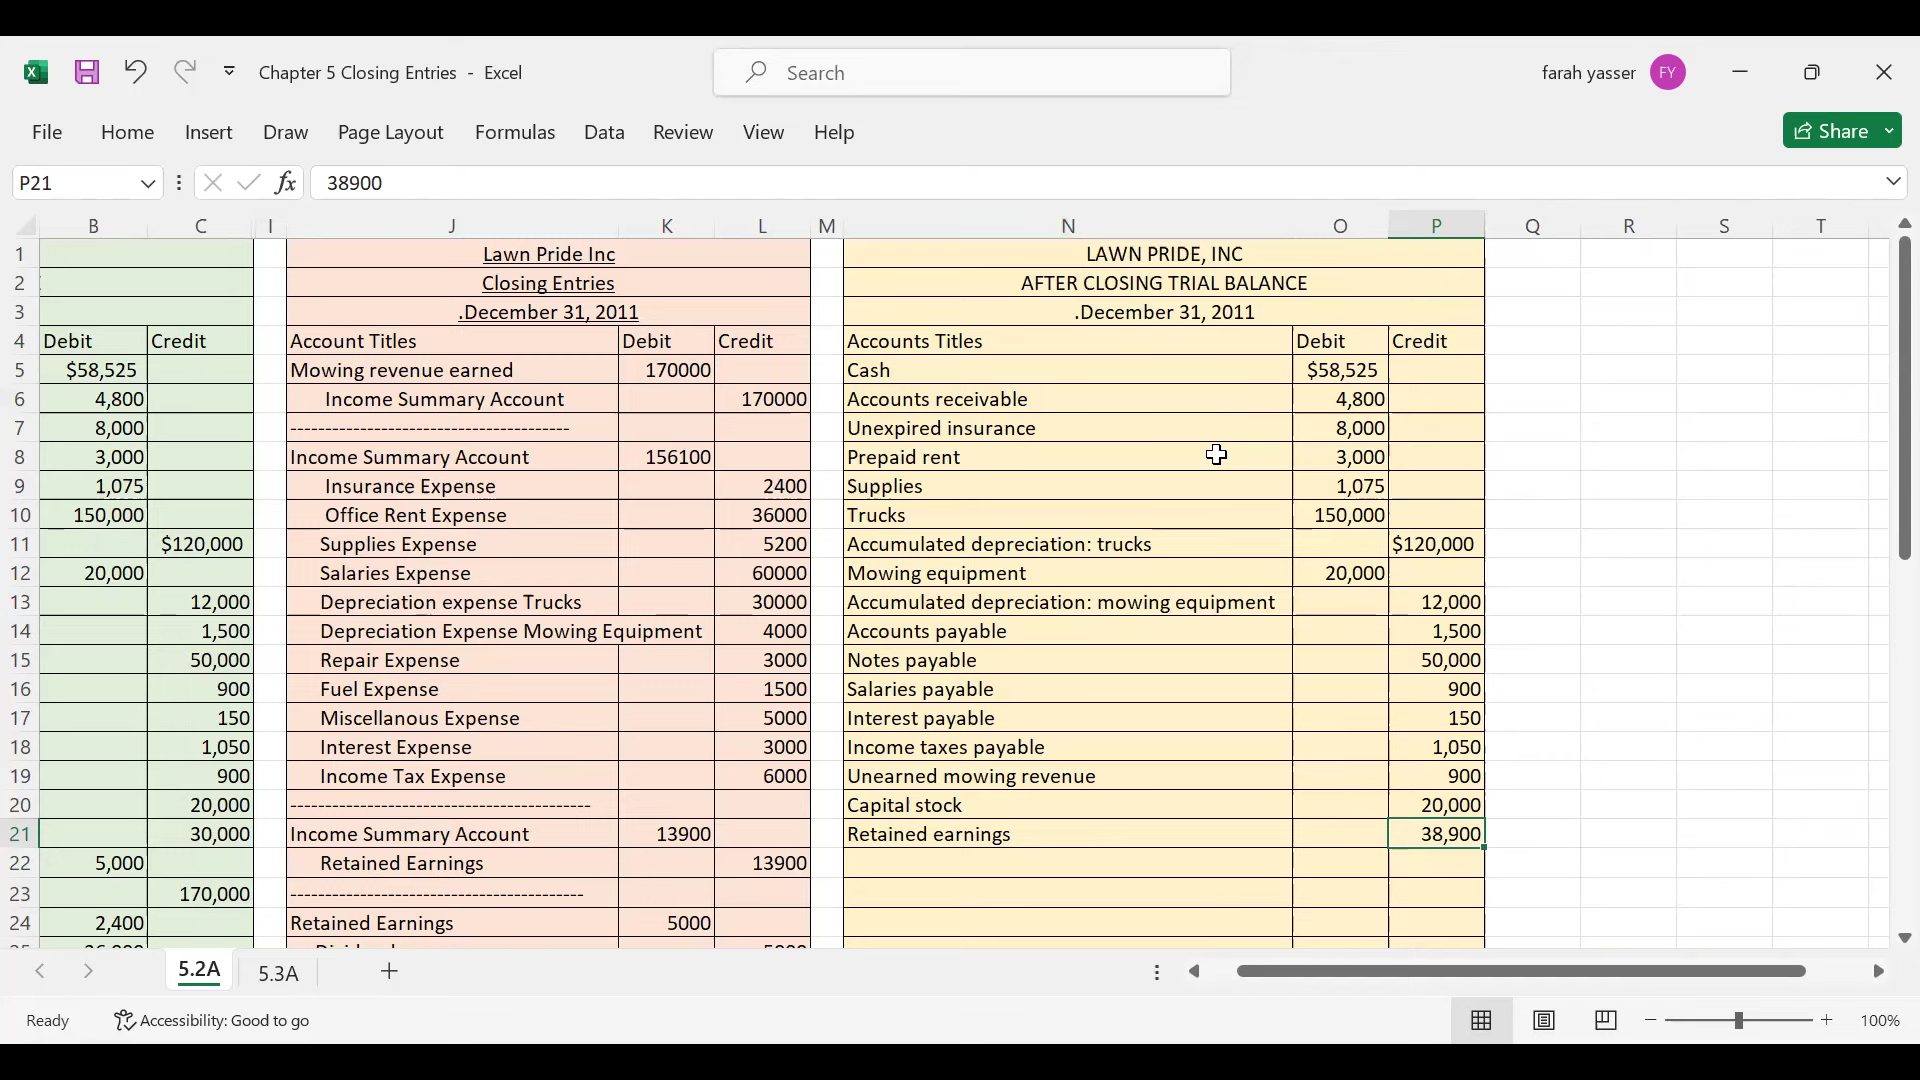 Chapter 5 Closing Entries - Excel
Search
farah yasser
FY
File Home Insert Draw Page Layout Formulas Data Review View Help
Share
P21
fx
38900
B C I J K L M N O P Q R S T
1 Lawn Pride Inc LAWN PRIDE, INC
2 Closing Entries AFTER CLOSING TRIAL BALANCE
3 .December 31, 2011 .December 31, 2011
4 Debit Credit Account Titles Debit Credit Accounts Titles Debit Credit
5 $58,525 Mowing revenue earned 170000 Cash $58,525
6 4,800 Income Summary Account 170000 Accounts receivable 4,800
7 8,000 ---------------------------------------- Unexpired insurance 8,000
8 3,000 Income Summary Account 156100 Prepaid rent 3,000
9 1,075 Insurance Expense 2400 Supplies 1,075
10 150,000 Office Rent Expense 36000 Trucks 150,000
11 $120,000 Supplies Expense 5200 Accumulated depreciation: trucks $120,000
12 20,000 Salaries Expense 60000 Mowing equipment 20,000
13 12,000 Depreciation expense Trucks 30000 Accumulated depreciation: mowing equipment 12,000
14 1,500 Depreciation Expense Mowing Equipment 4000 Accounts payable 1,500
15 50,000 Repair Expense 3000 Notes payable 50,000
16 900 Fuel Expense 1500 Salaries payable 900
17 150 Miscellanous Expense 5000 Interest payable 150
18 1,050 Interest Expense 3000 Income taxes payable 1,050
19 900 Income Tax Expense 6000 Unearned mowing revenue 900
20 20,000 ------------------------------------------- Capital stock 20,000
21 30,000 Income Summary Account 13900 Retained earnings 38,900
22 5,000 Retained Earnings 13900
23 170,000 ------------------------------------------
24 2,400 Retained Earnings 5000
5.2A 5.3A
Ready
Accessibility: Good to go
100%